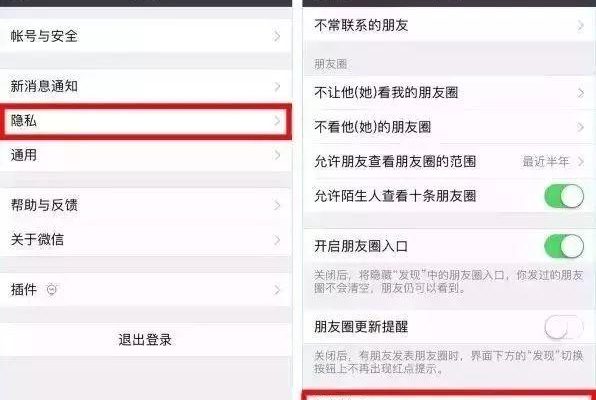 帐号与安全
新消息通知
隐私
通用
帮助与反馈
关于微信
插件
退出登录
不常联系的朋友
朋友圈
不让他(她)看我的朋友圈
不看他(她)的朋友圈
允许朋友查看朋友圈的范围 最近半年
允许陌生人查看十条朋友圈
开启朋友圈入口
关闭后，将隐藏“发现”中的朋友圈入口，你发过的朋友
圈不会清空，朋友仍可以看到。
朋友圈更新提醒
关闭后，有朋友发表朋友圈时，界面下方的“发现”切换
按钮上不再出现红点提示。